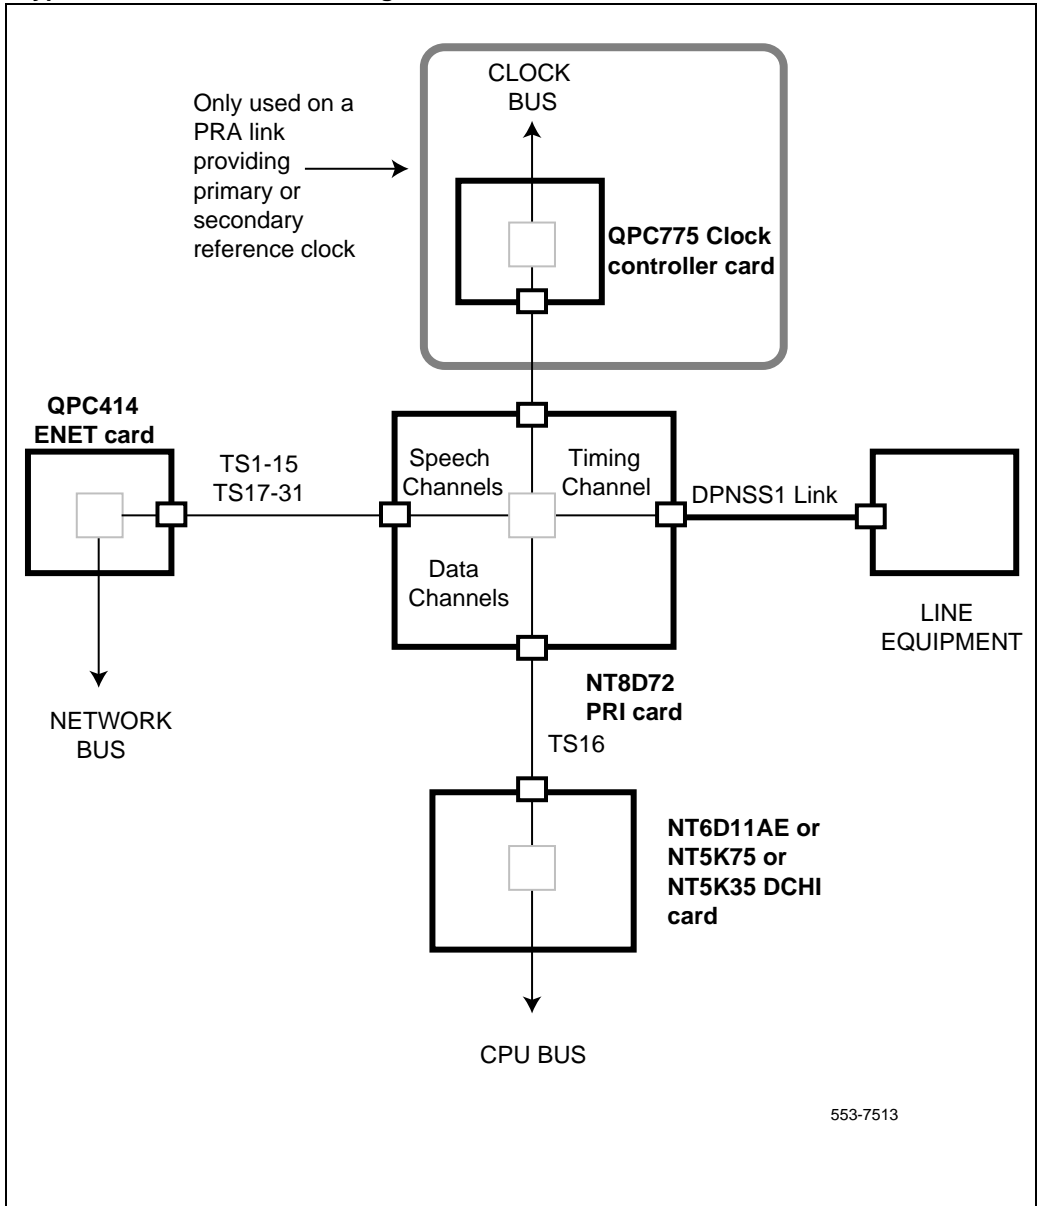 CLOCK
BUS
Only used on a
PRA link
providing
primary or
secondary
reference clock
QPC775 Clock
controller card
QPC414
ENET card
TS1-15
TS17-31
Speech
Channels
Timing
Channel
DPNSS1 Link
Data
Channels
LINE
EQUIPMENT
NT8D72
PRI card
NETWORK
BUS
TS16
NT6D11AE or
NT5K75 or
NT5K35 DCHI
card
CPU BUS
553-7513